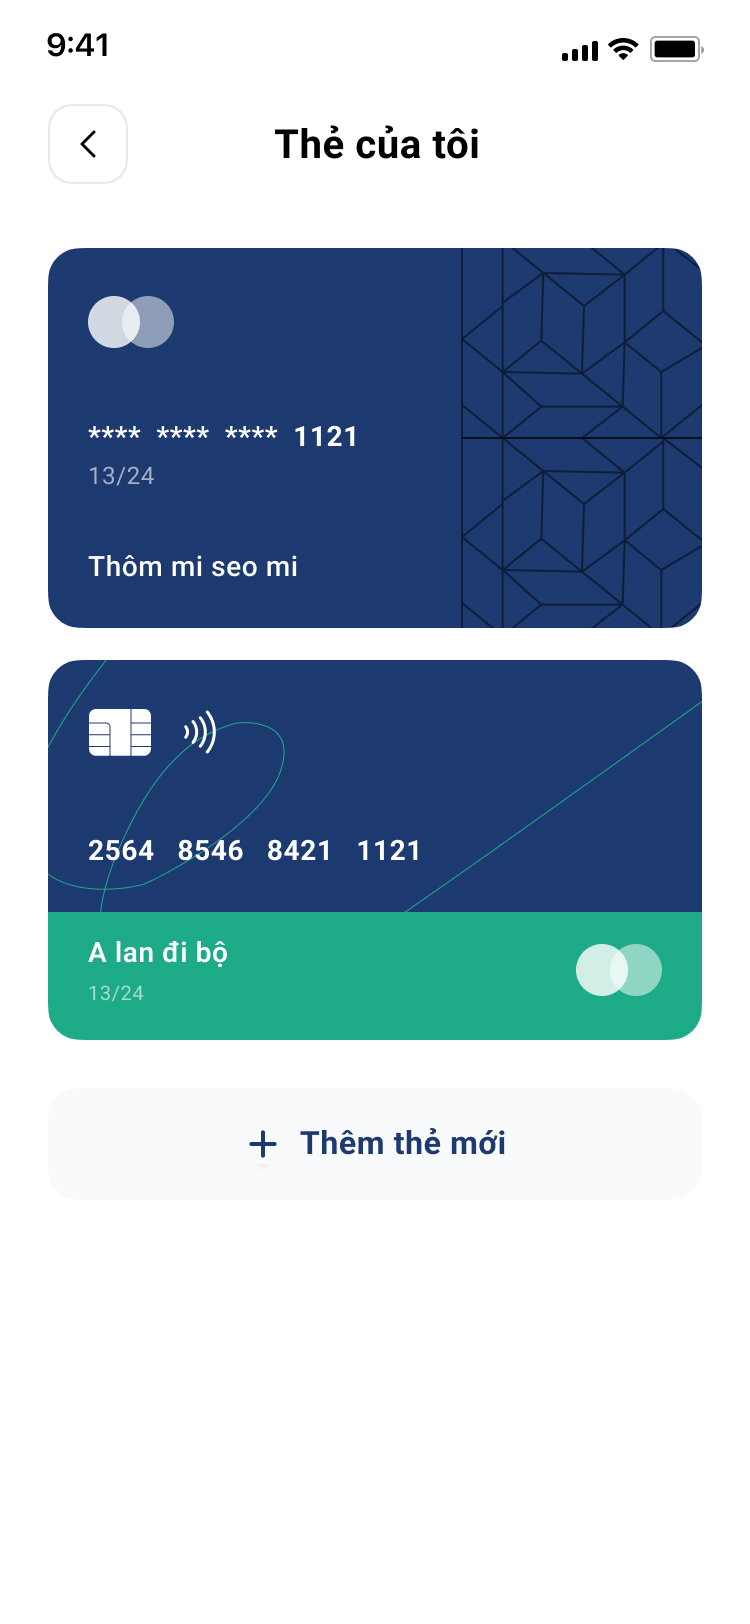 9:41
Thẻ của tôi
**** **** **** 1121
13/24
Thôm mi seo mi
2564 8546 8421 1121
A lan đi bộ
13/24
Thêm thẻ mới